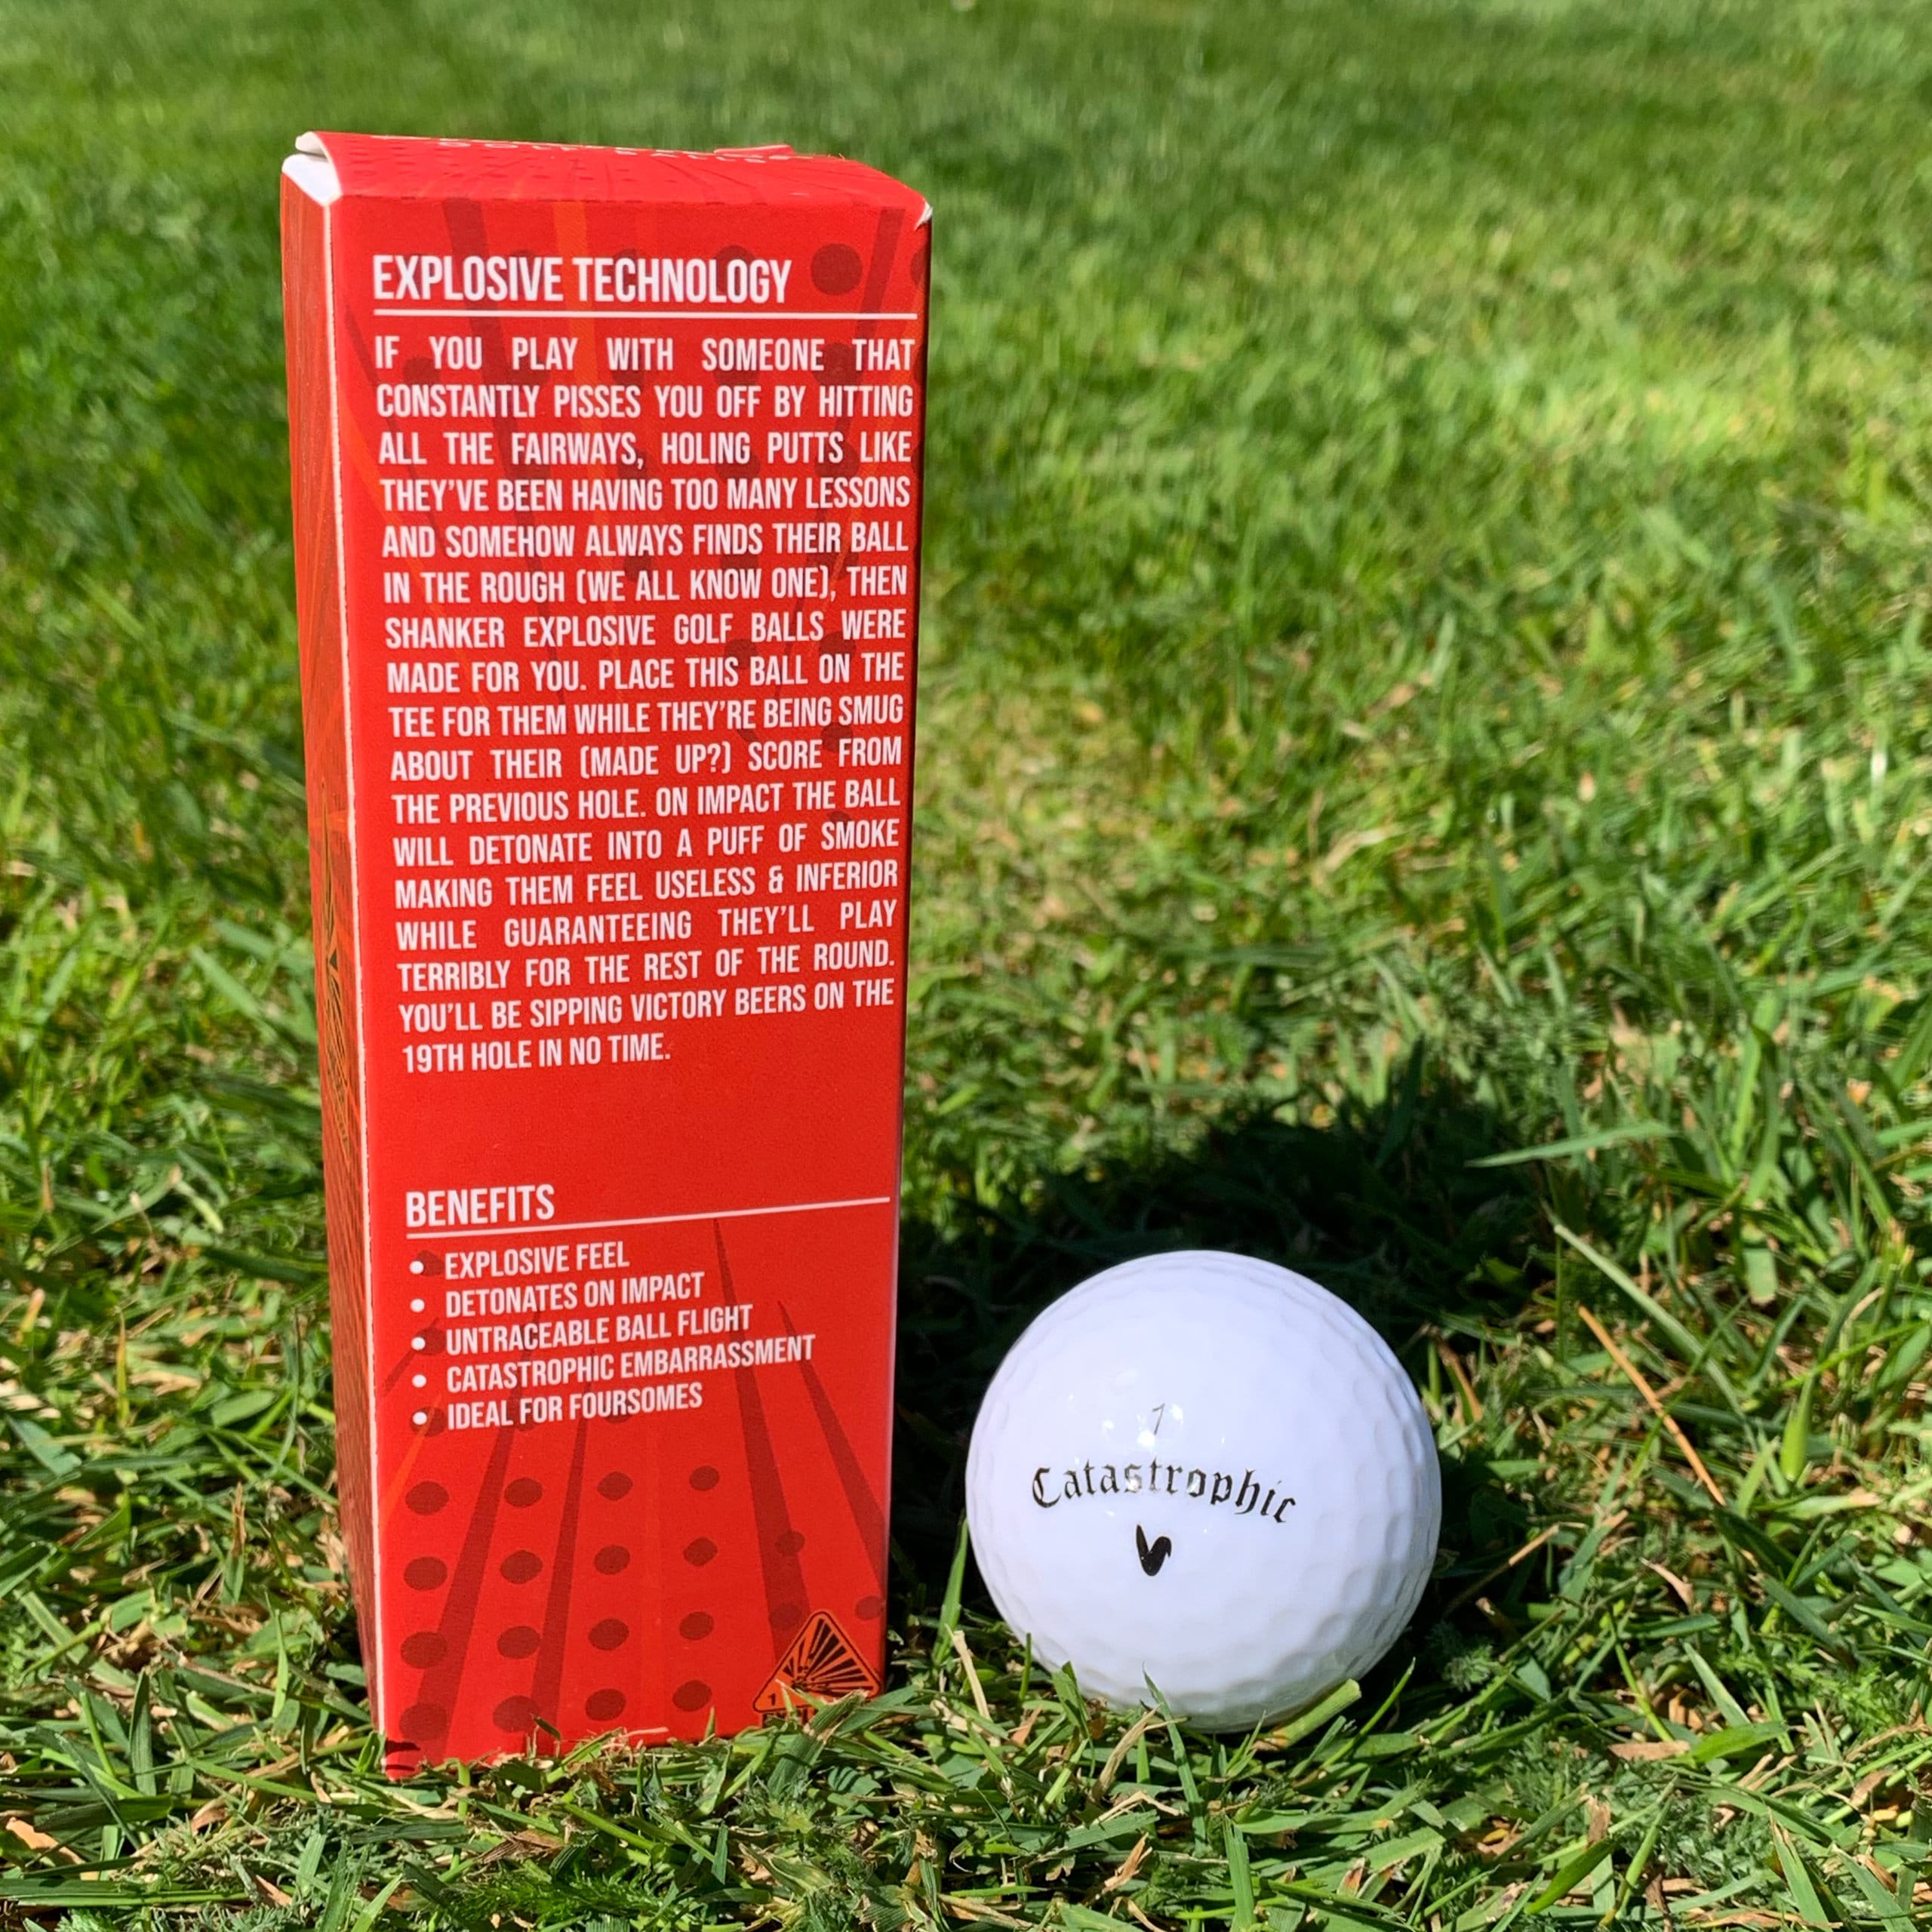 EXPLOSIVE TECHNOLOGY
IF YOU PLAY WITH SOMEONE THAT
CONSTANTLY PISSES YOU OFF BY HITTING
ALL THE FAIRWAYS, HOLING PUTTS LIKE
THEY'VE BEEN HAVING TOO MANY LESSONS
AND SOMEHOW ALWAYS FINDS THEIR BALL
IN THE ROUGH (WE ALL KNOW ONE), THEN
SHANKER EXPLOSIVE GOLF BALLS WERE
MADE FOR YOU. PLACE THIS BALL ON THE
TEE FOR THEM WHILE THEY'RE BEING SMUG
ABOUT THEIR (MADE UP?) SCORE FROM
THE PREVIOUS HOLE. ON IMPACT THE BALL
WILL DETONATE INTO A PUFF OF SMOKE
MAKING THEM FEEL USELESS & INFERIOR
WHILE GUARANTEEING THEY'LL PLAY
TERRIBLY FOR THE REST OF THE ROUND.
YOU'LL BE SIPPING VICTORY BEERS ON THE
19TH HOLE IN NO TIME.
BENEFITS
• EXPLOSIVE FEEL
• DETONATES ON IMPACT
• UNTRACEABLE BALL FLIGHT
• CATASTROPHIC EMBARRASSMENT
• IDEAL FOR FOURSOMES
1
1
Catastrophic